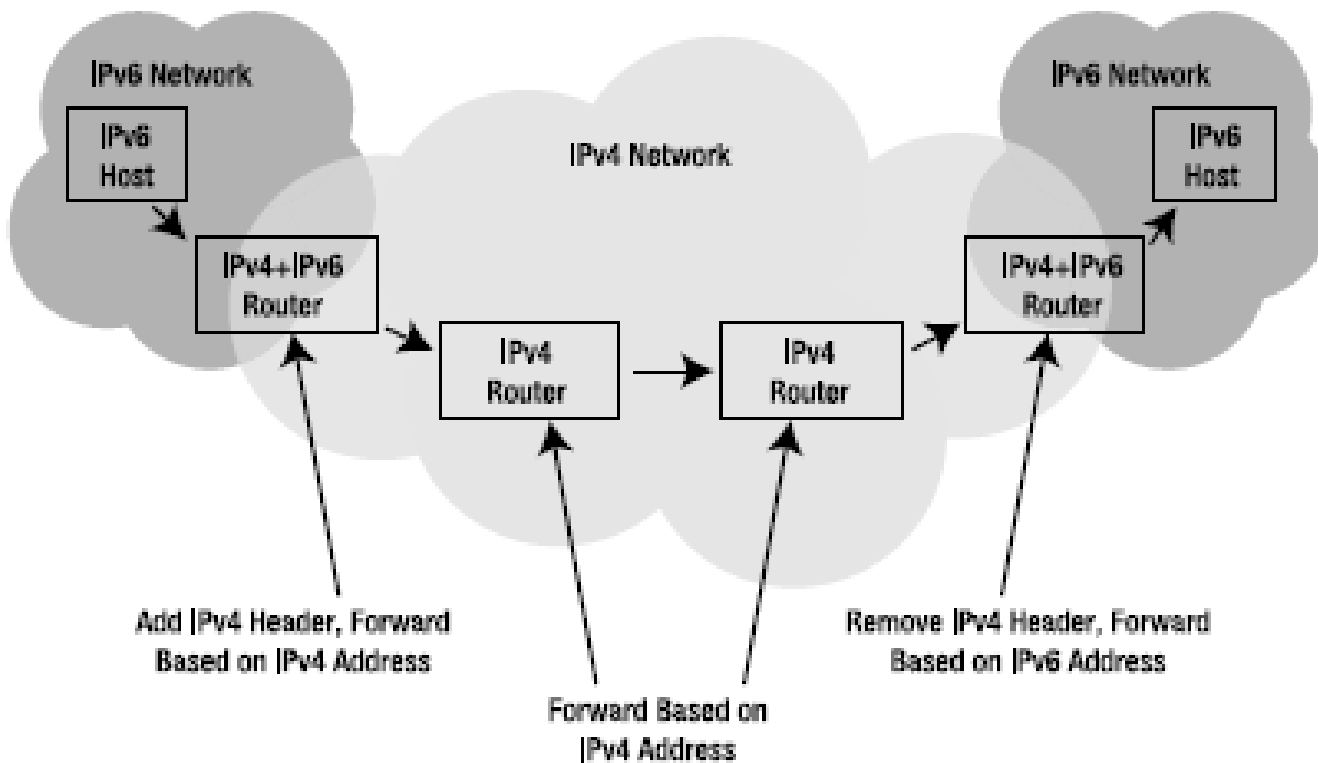 IPv6 Network
IPv6
Host
IPv4+IPv6
Router
IPv4 Network
IPv4
Router
IPv4
Router
IPv6 Network
IPv6
Host
IPv4+IPv6
Router
Add IPv4 Header, Forward
Based on IPv4 Address
Forward Based on
IPv4 Address
Remove IPv4 Header, Forward
Based on IPv6 Address